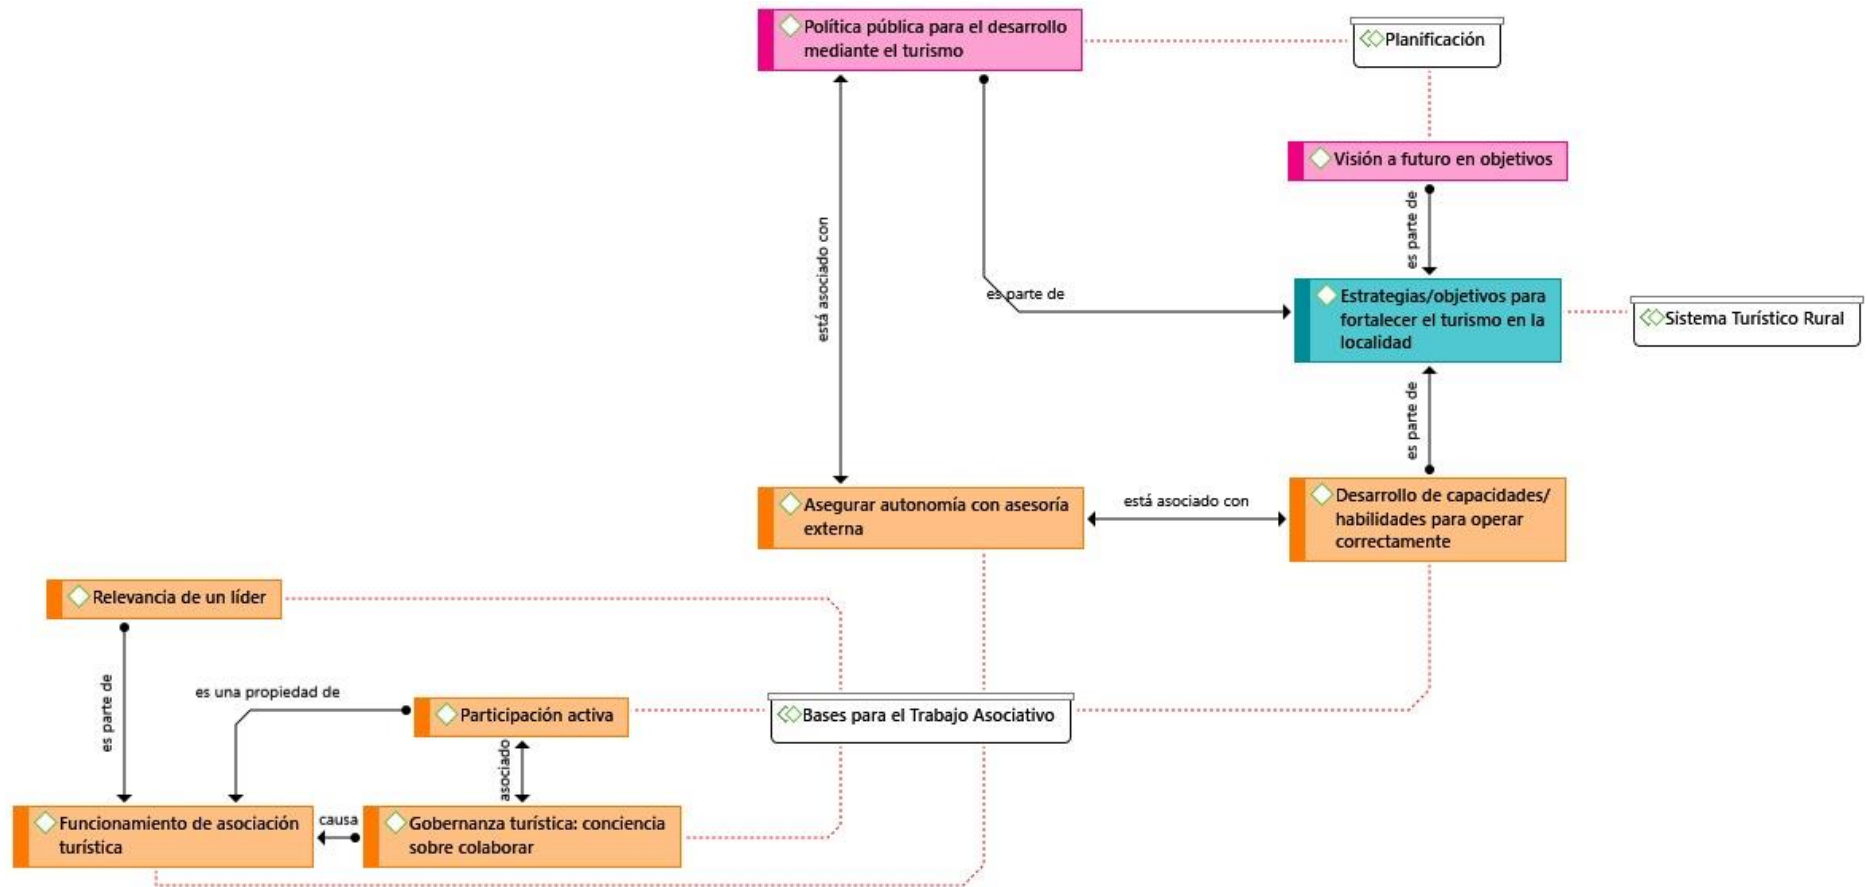 Política pública para el desarrollo
mediante el turismo
Planificación
Visión a futuro en objetivos
está asociado con
es parte de
es parte de
Estrategias/objetivos para
fortalecer el turismo en la
localidad
Sistema Turístico Rural
es parte de
Asegurar autonomía con asesoría
externa
está asociado con
Desarrollo de capacidades/
habilidades para operar
correctamente
Relevancia de un líder
es parte de
es una propiedad de
Participación activa
Bases para el Trabajo Asociativo
asociado
Funcionamiento de asociación
turística
causa
Gobernanza turística: conciencia
sobre colaborar